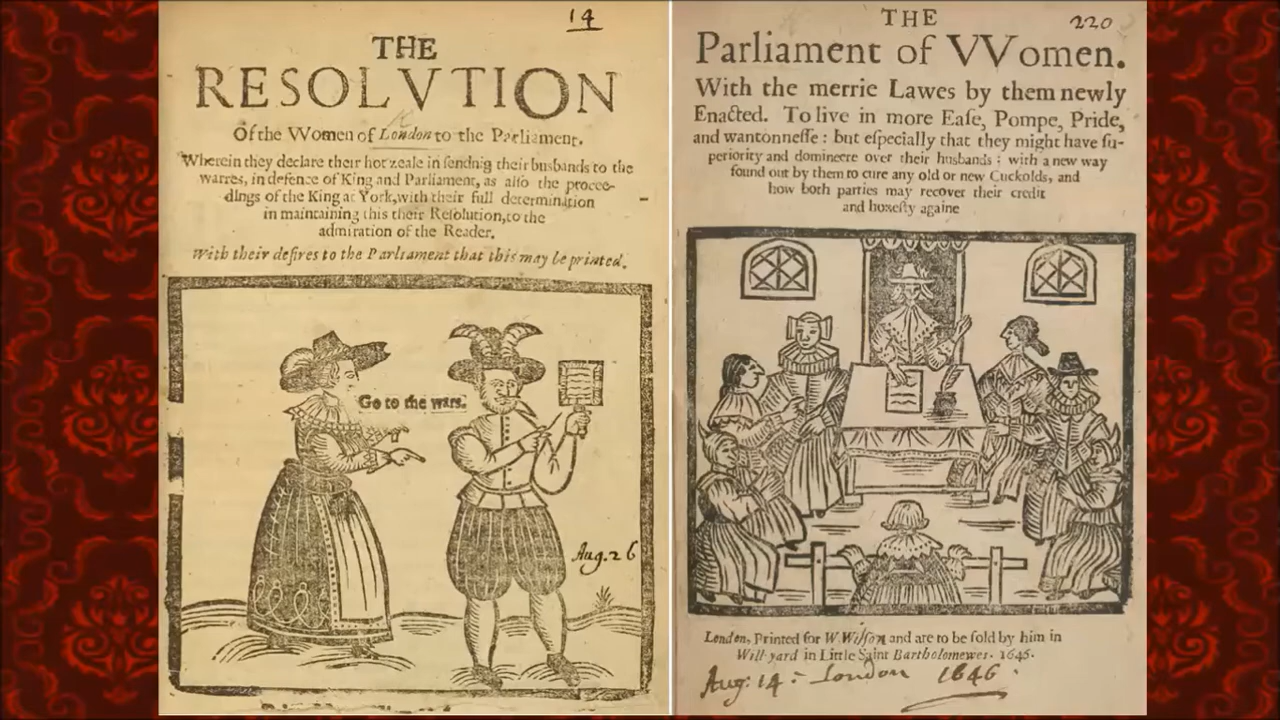 14
THE
RESOLVTION
Of the Women of London to the Parliament.
Wherein they declare their hot zeale in sendnig their husbands to the
warres, in defence of King and Parliament, as also the procee-
dings of the King at York, with their full determination
in maintaining this their Resolution, to the
admiration of the Reader.
With their desires to the Parliament that this may be printed.
Go to the wars.
Aug. 26
THE
220
Parliament of VVomen.
With the merrie Lawes by them newly
Enacted. To live in more Ease, Pompe, Pride,
and wantonnesse: but especially that they might have su-
periority and domineere over their husbands: with a new way
found out by them to cure any old or new Cuckolds, and
how both parties may recover their credit
and honesty againe
London, Printed for W. Wilson and are to be sold by him in
Will yard in Little Saint Bartholomewes. 1646.
Aug: 14: London 1646.